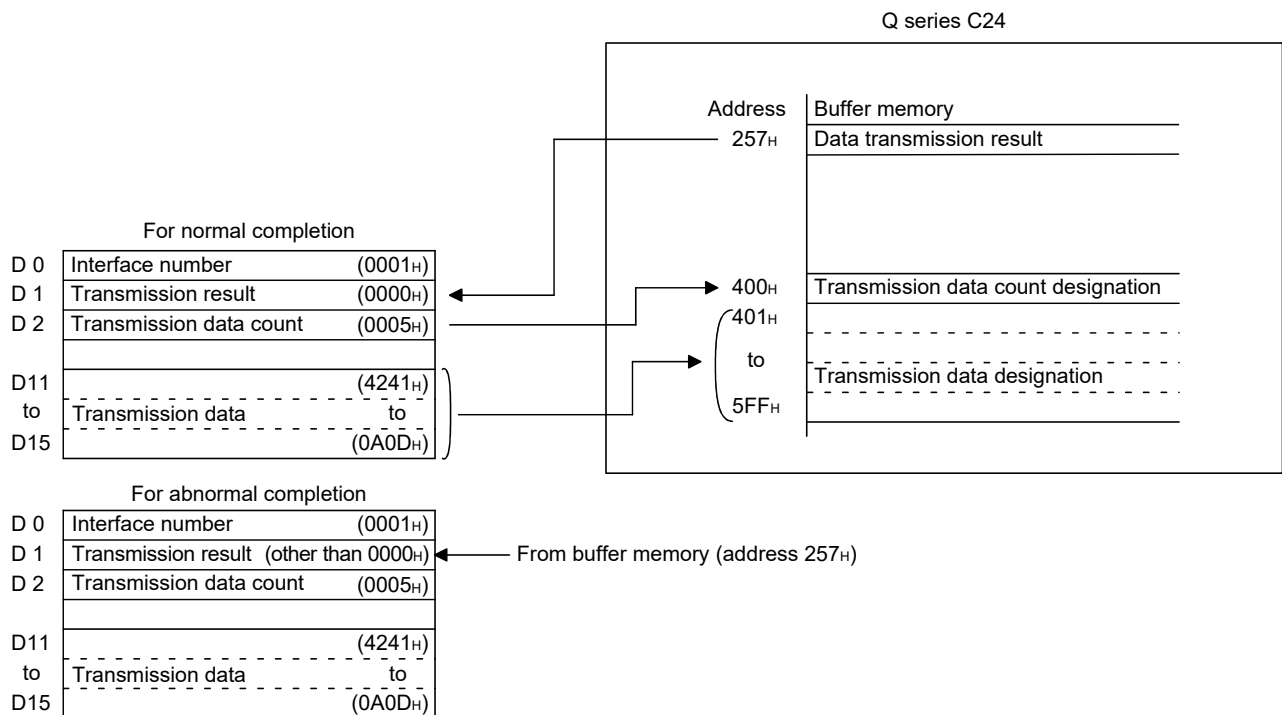 Q series C24
Address Buffer memory
257H Data transmission result
For normal completion
D 0 Interface number (0001H)
D 1 Transmission result (0000H)
400H Transmission data count designation
D 2 Transmission data count (0005H)
401H
to
Transmission data designation
5FFH
D11 (4241H)
to Transmission data to
D15 (0A0DH)
For abnormal completion
D 0 Interface number (0001H)
D 1 Transmission result (other than 0000H) From buffer memory (address 257H)
D 2 Transmission data count (0005H)
D11 (4241H)
to Transmission data to
D15 (0A0DH)